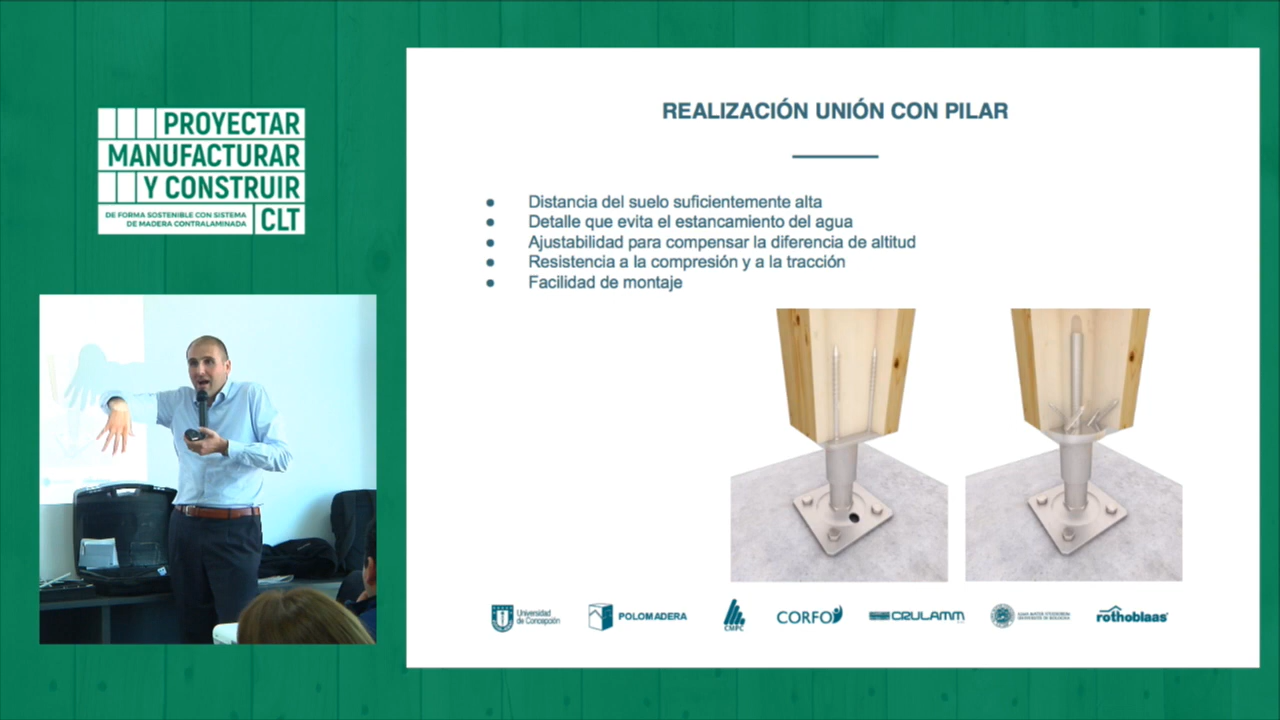 PROYECTAR
MANUFACTURAR
Y CONSTRUIR
DE FORMA SOSTENIBLE CON SISTEMA
DE MADERA CONTRALAMINADA
CLT
REALIZACIÓN UNIÓN CON PILAR
● Distancia del suelo suficientemente alta
● Detalle que evita el estancamiento del agua
● Ajustabilidad para compensar la diferencia de altitud
● Resistencia a la compresión y a la tracción
● Facilidad de montaje
Universidad
de Concepción
POLOMADERA
CMPC
CORFO
CRULAMM
rothoblaas